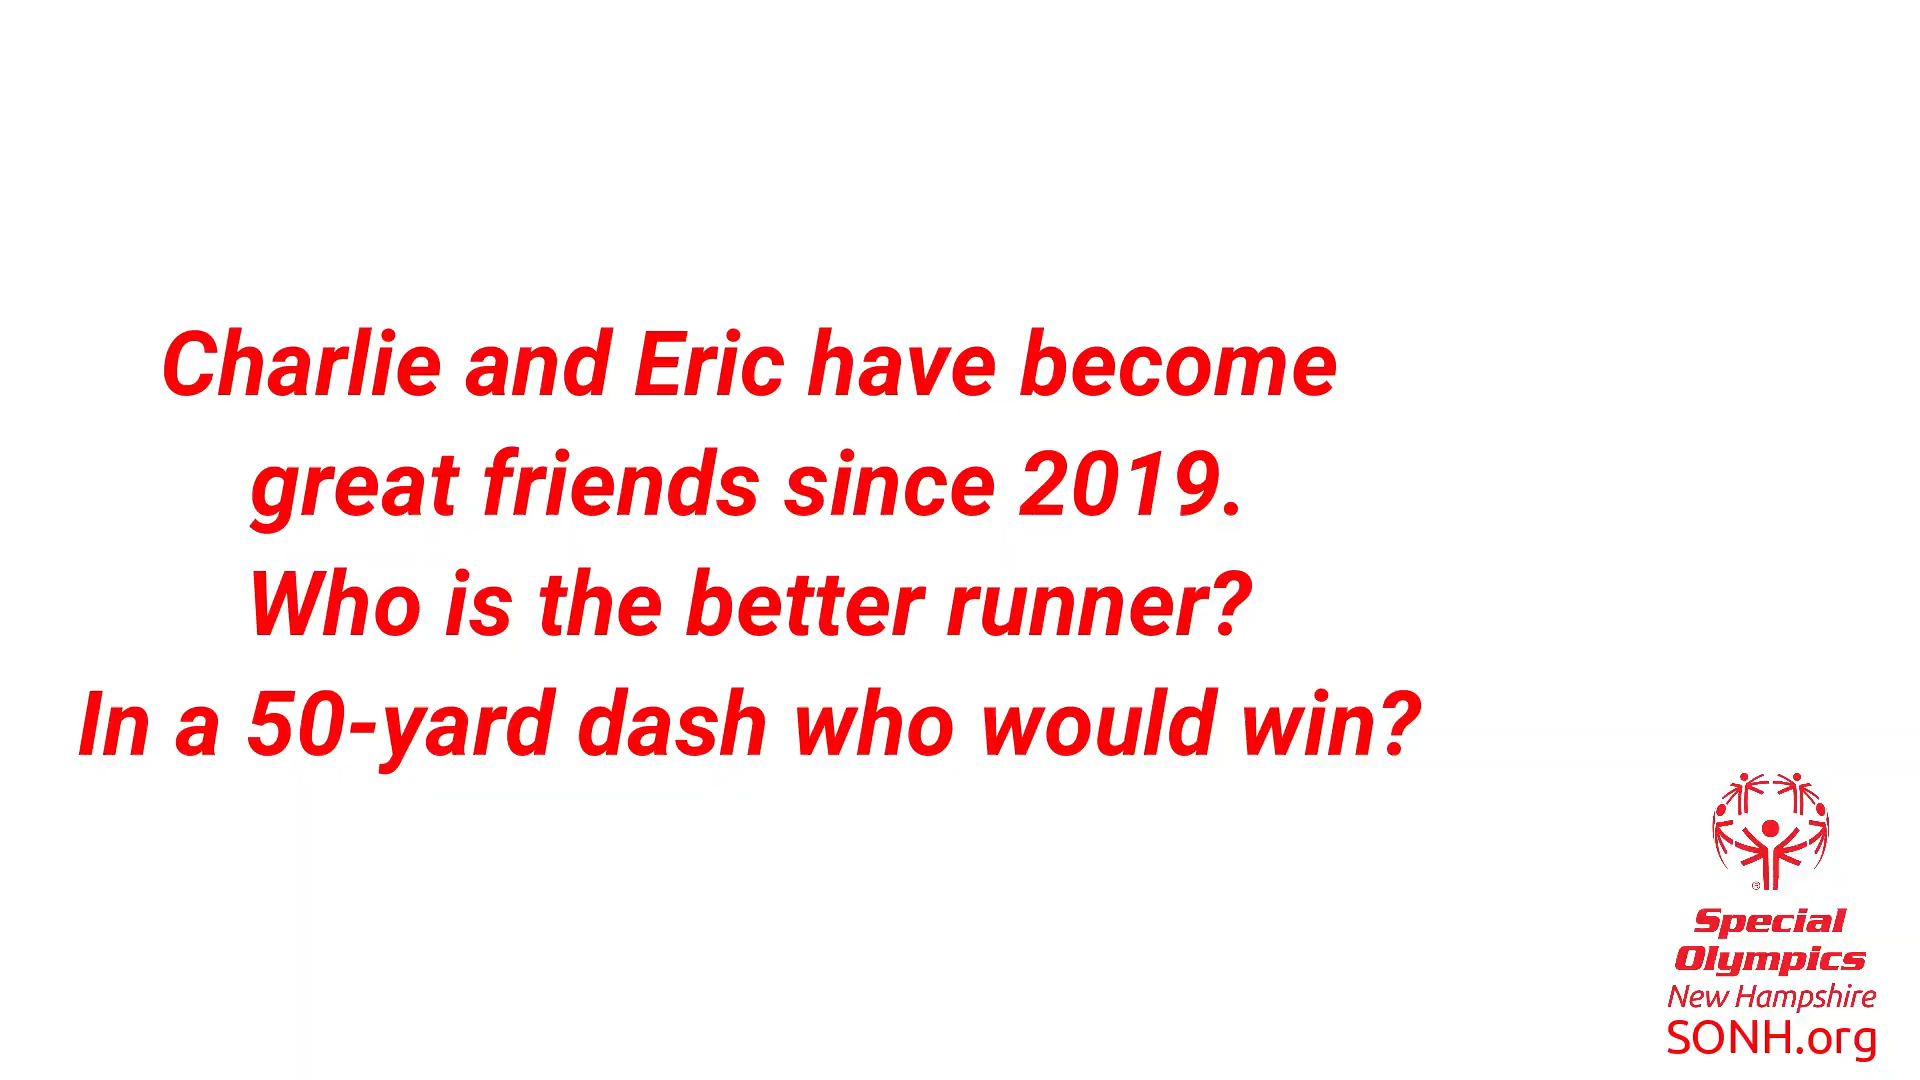 Charlie and Eric have become
great friends since 2019.
Who is the better runner?
In a 50-yard dash who would win?
Special
Olympics
New Hampshire
SONH.org